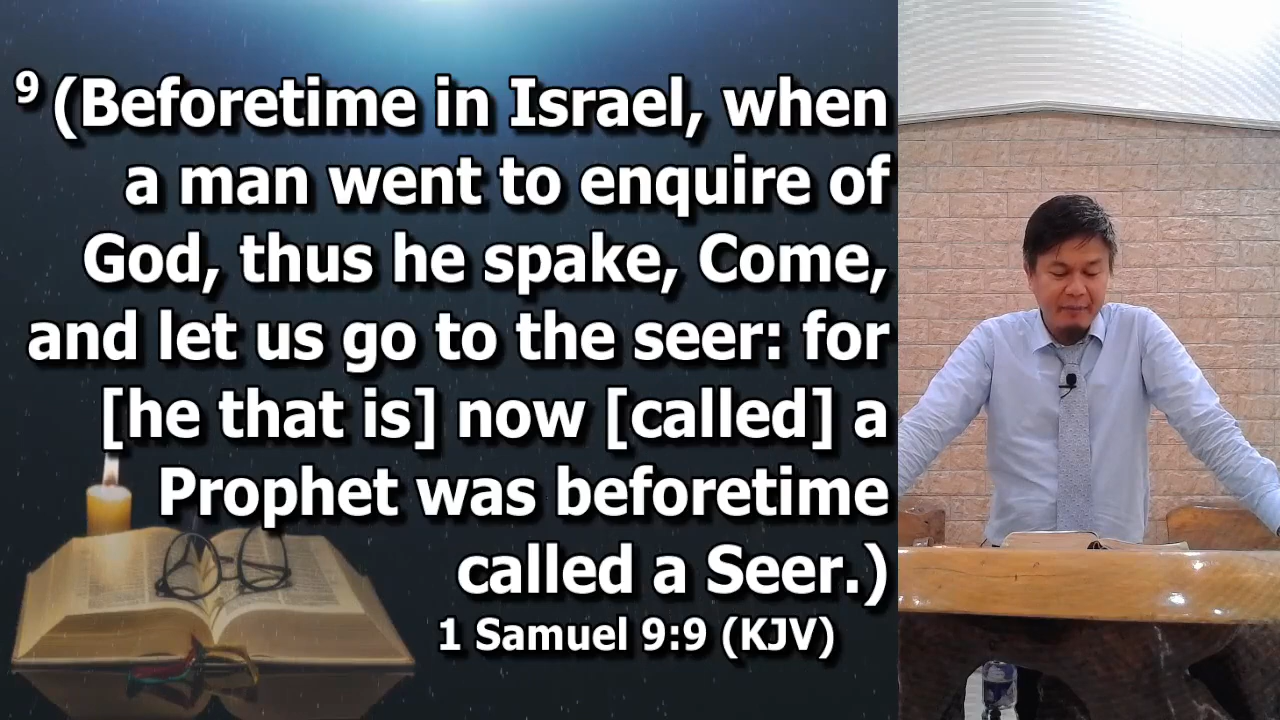 9 (Beforetime in Israel, when
a man went to enquire of
God, thus he spake, Come,
and let us go to the seer: for
[he that is] now [called] a
Prophet was beforetime
called a Seer.)
1 Samuel 9:9 (KJV)